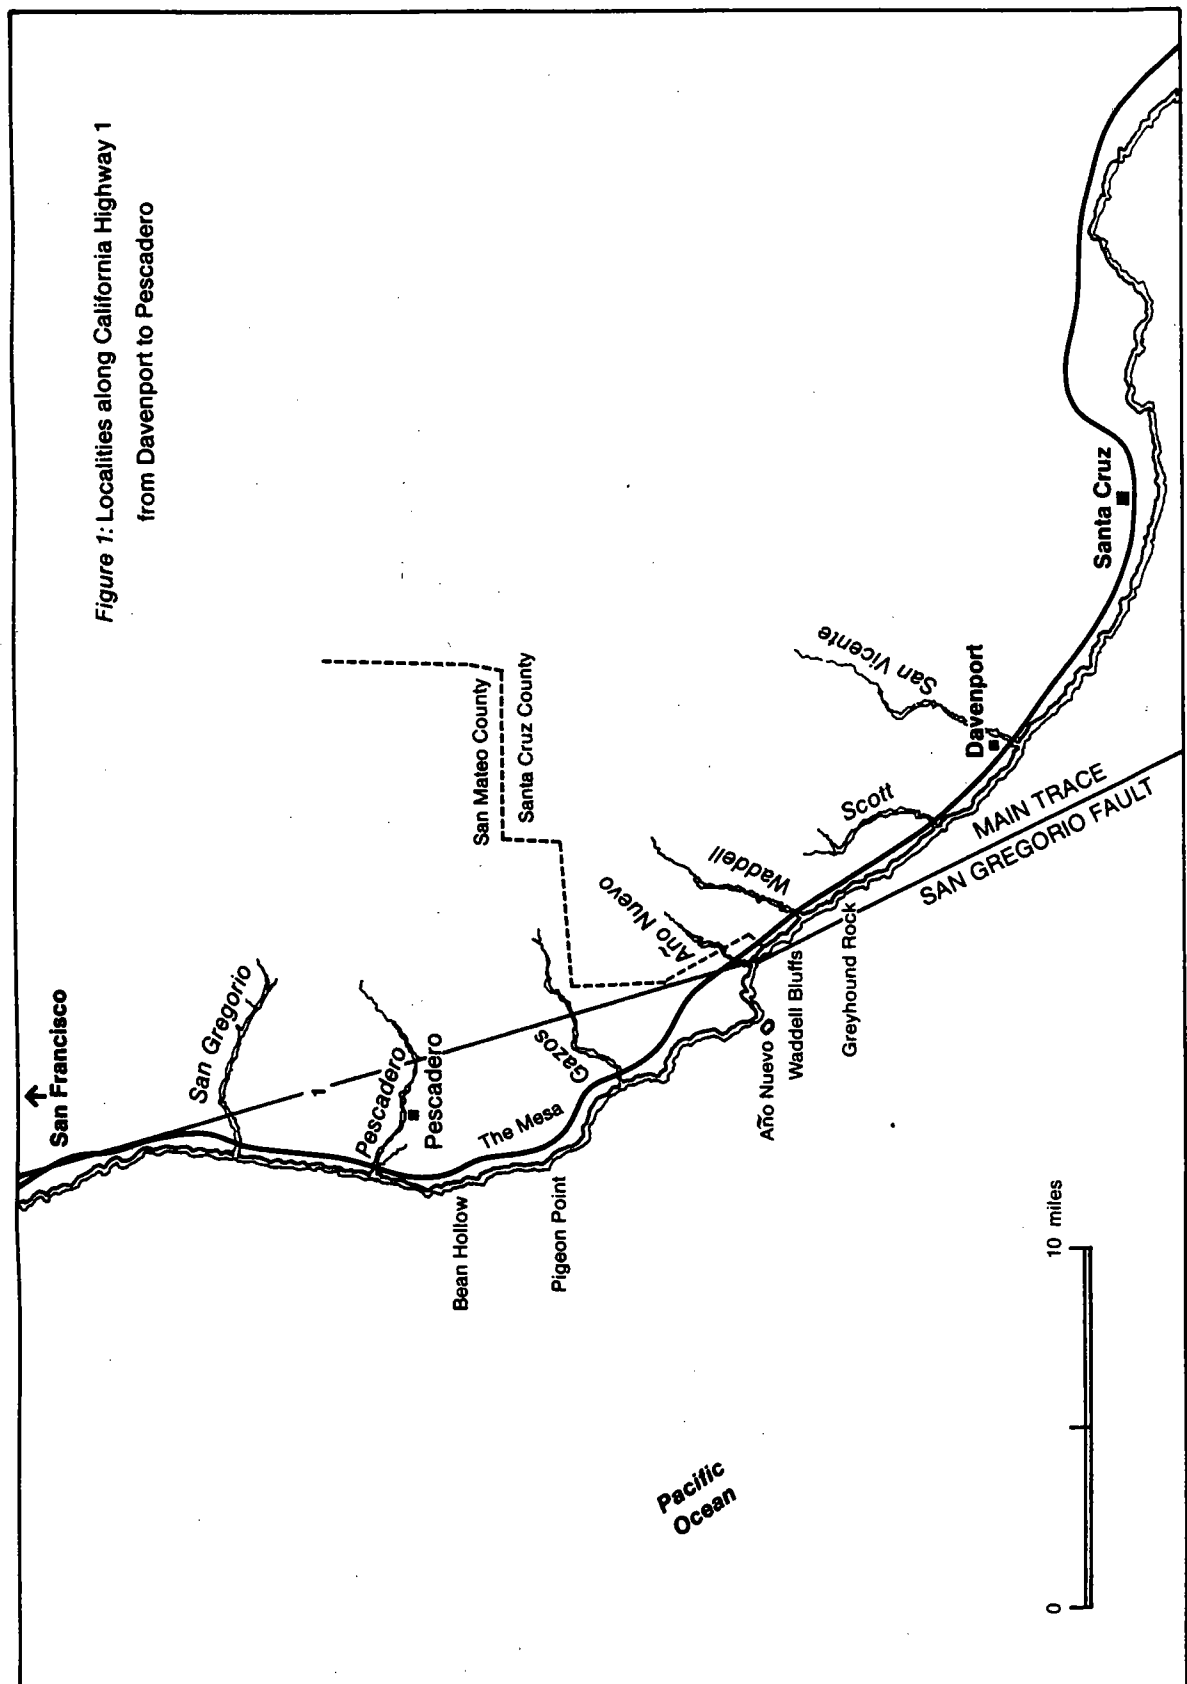 Figure 1: Localities along California Highway 1
from Davenport to Pescadero
San Francisco
San Gregorio
1
Pescadero
Pescadero
San Mateo County
Santa Cruz County
The Mesa
Gazos
Bean Hollow
Pigeon Point
Año Nuevo
Waddell
Scott
San Vicente
Davenport
Santa Cruz
Año Nuevo
Waddell Bluffs
Greyhound Rock
MAIN TRACE
SAN GREGORIO FAULT
Pacific
Ocean
0
10 miles